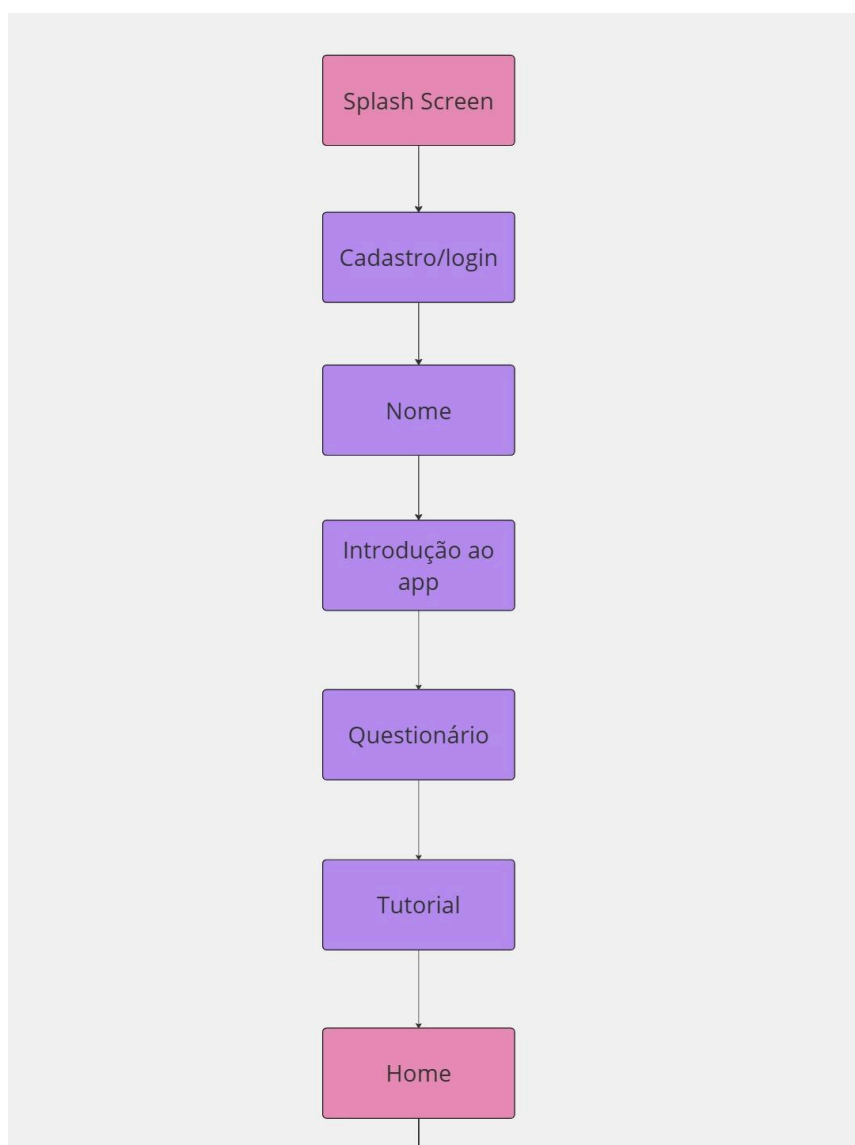 Splash Screen
Cadastro/login
Nome
Introdução ao
app
Questionário
Tutorial
Home